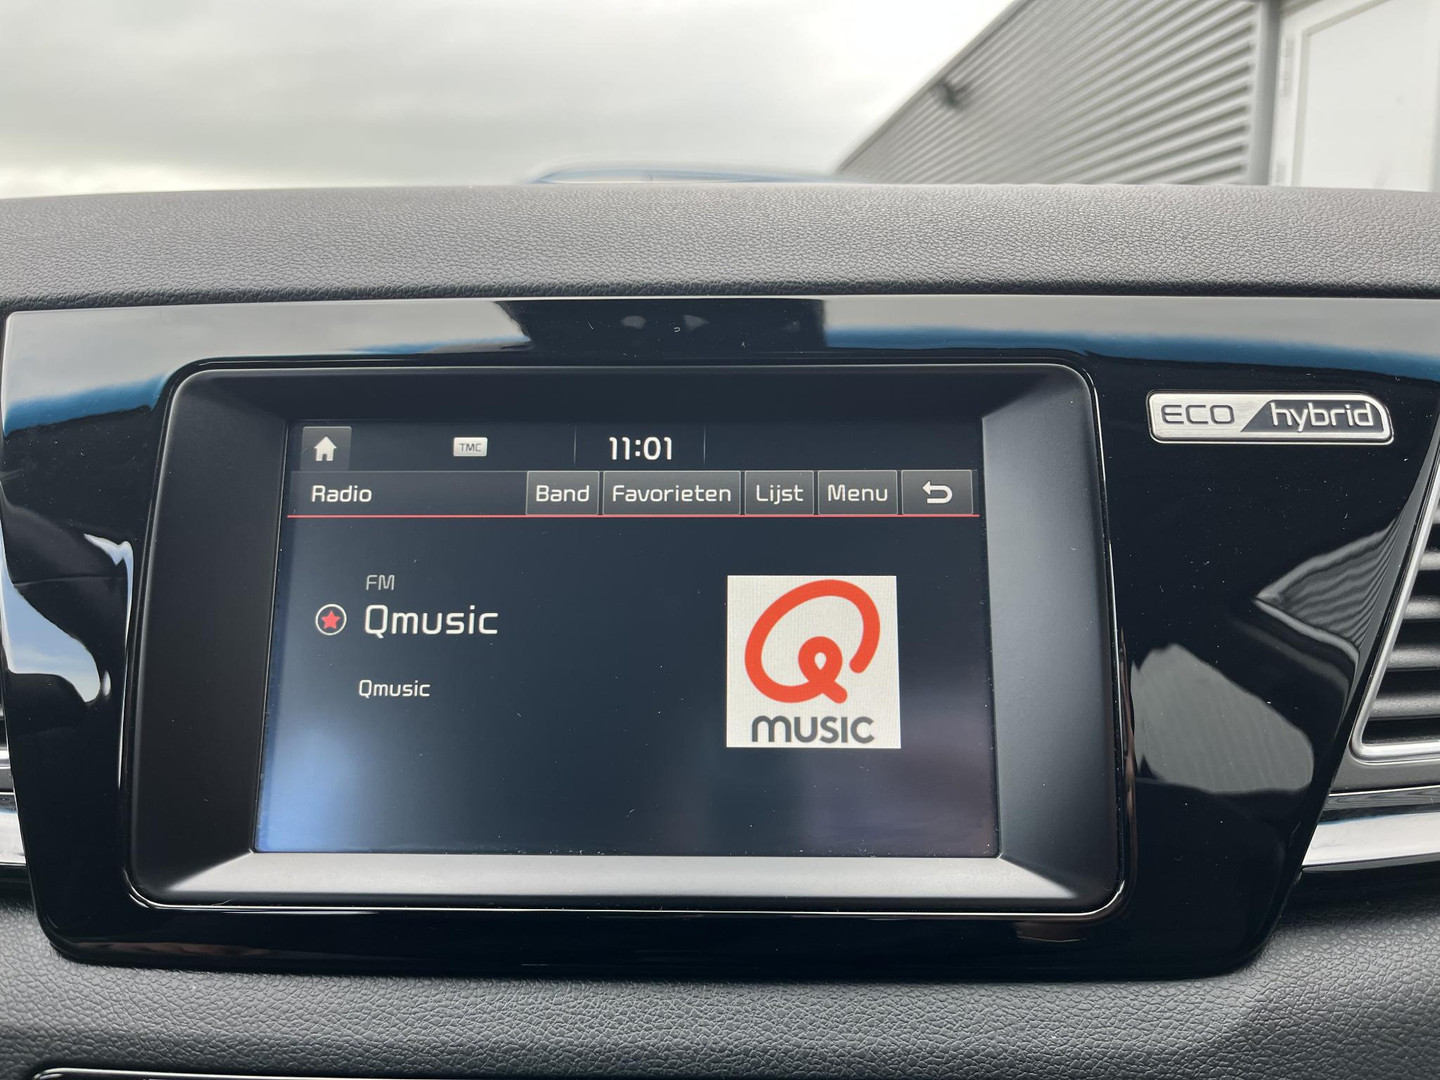 TMC 11:01
ECO hybrid
Radio Band Favorieten Lijst Menu
FM
Qmusic
Qmusic
Q
MUSIC